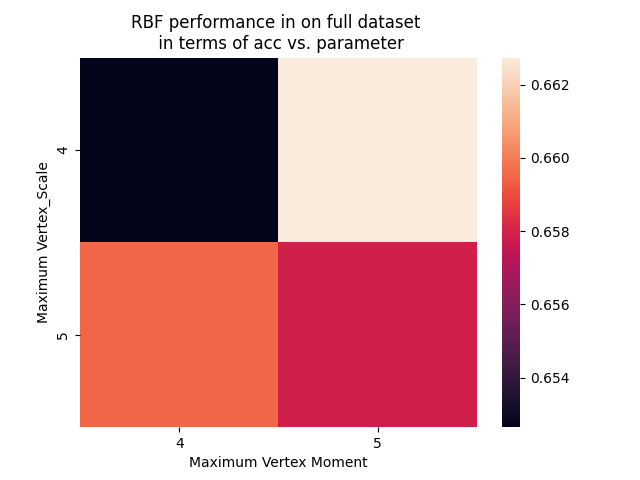 RBF performance in on full dataset
in terms of acc vs. parameter
Maximum Vertex_Scale
4
5
4
5
Maximum Vertex Moment
0.662
0.660
0.658
0.656
0.654